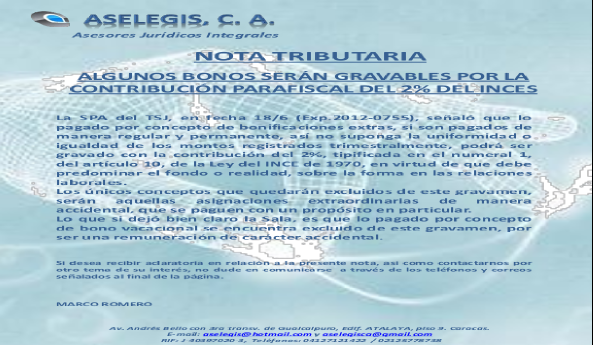 ASELEGIS, C. A.
Asesores Jurídicos Integrales
NOTA TRIBUTARIA
ALGUNOS BONOS SERÁN GRAVABLES POR LA
CONTRIBUCIÓN PARAFISCAL DEL 2% DEL INCES
La SPA del TSJ, en fecha 18/6 (Exp.2012-0755), señaló que lo
pagado por concepto de bonificaciones extras, si son pagados de
manera regular y permanente, así no suponga la uniformidad o
igualdad de los montos registrados trimestralmente, podrá ser
gravado con la contribución del 2%, tipificada en el numeral 1,
del artículo 10, de la Ley del INCE de 1970, en virtud de que debe
predominar el fondo o realidad, sobre la forma en las relaciones
laborales.
Los únicos conceptos que quedarán excluidos de este gravamen,
serán aquellas asignaciones extraordinarias de manera
accidental, que se paguen con un propósito en particular.
Lo que si dejó bien claro la Sala, es que lo pagado por concepto
de bono vacacional se encuentra excluido de este gravamen, por
ser una remuneración de carácter accidental.
Si desea recibir aclaratoria en relación a la presente nota, así como contactarnos por
otro tema de su interés, no dude en comunicarse a través de los teléfonos y correos
señalados al final de la página.
MARCO ROMERO
Av. Andrés Bello con 3ra transv. de Guaicaipuro, Edif. ATALAYA, piso 9. Caracas.
E-mail: aselegis@hotmail.com y aselegisca@gmail.com
RIF: J Teléfonos: